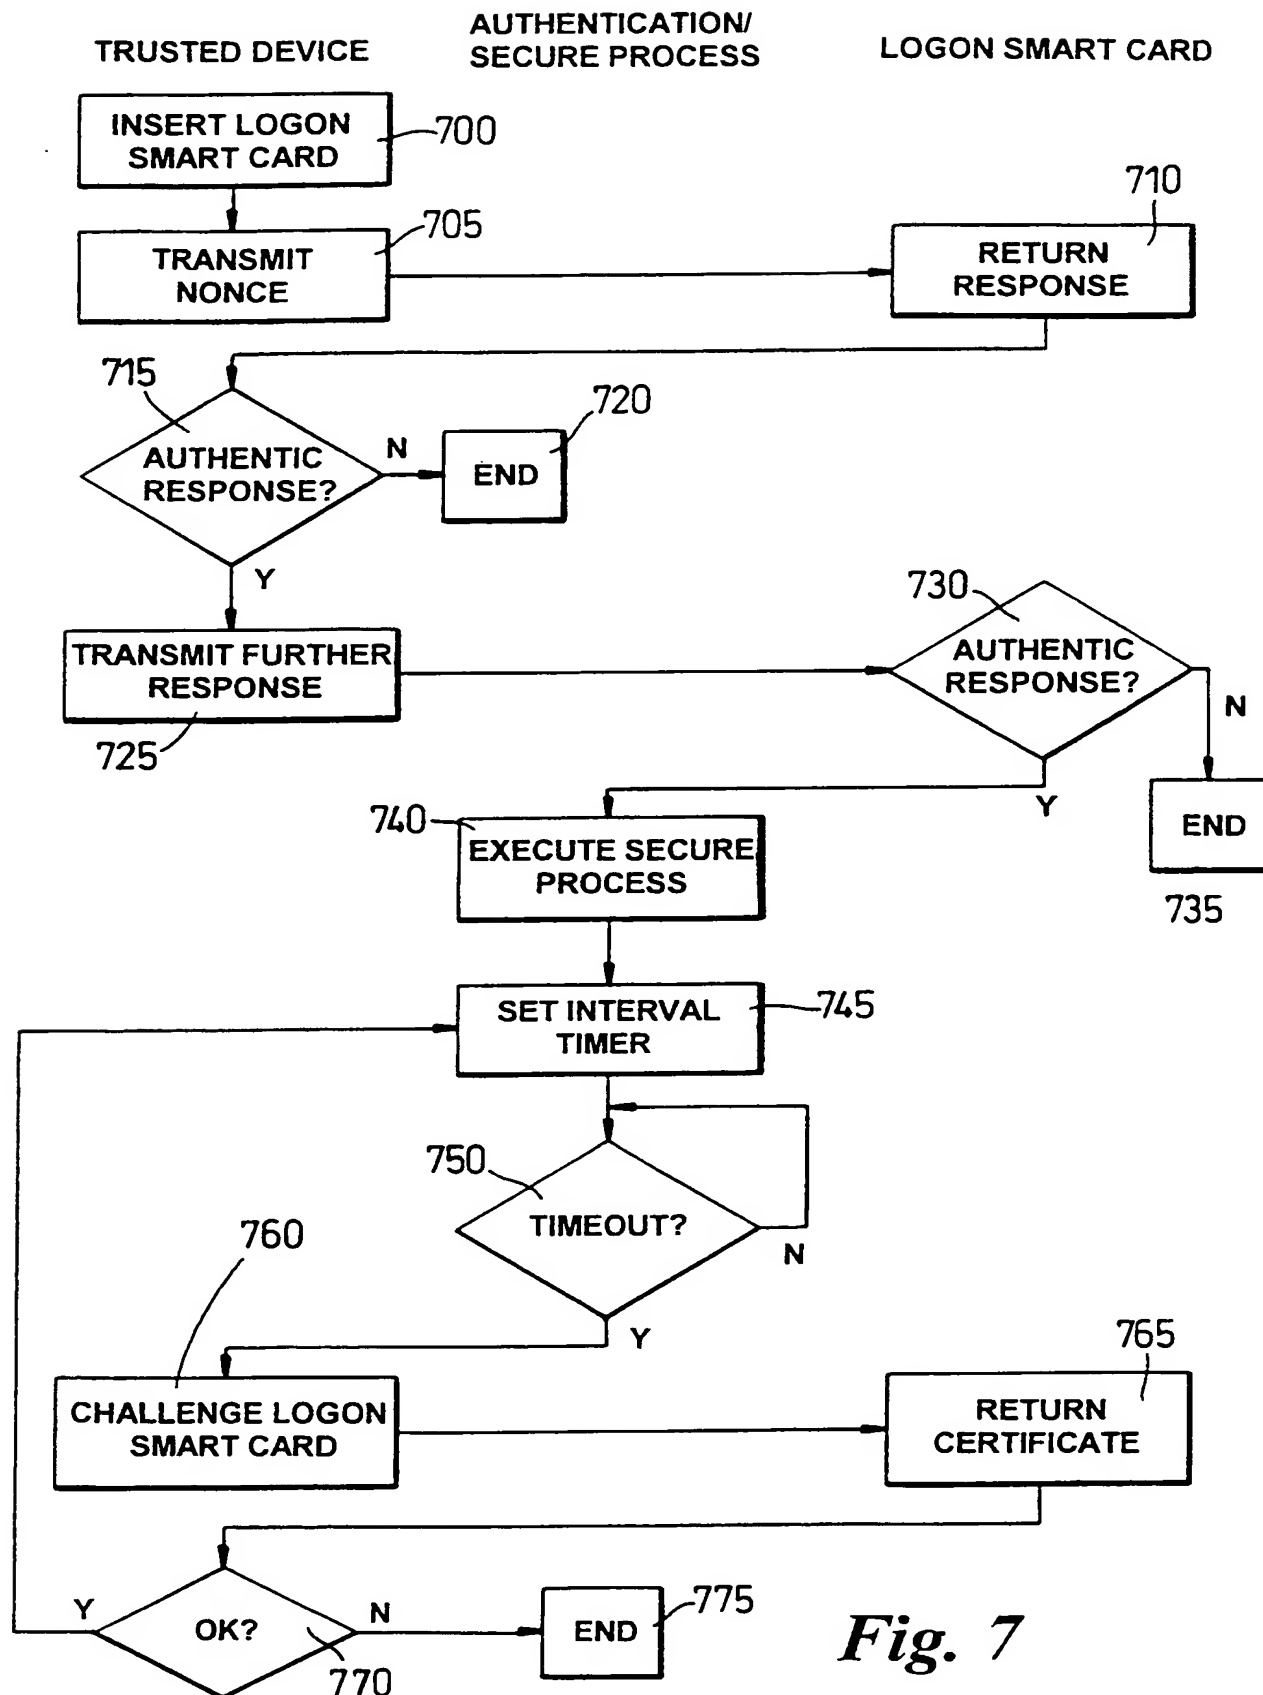 TRUSTED DEVICE
AUTHENTICATION/
SECURE PROCESS
LOGON SMART CARD
INSERT LOGON
SMART CARD
700
TRANSMIT
NONCE
705
RETURN
RESPONSE
710
715
AUTHENTIC
RESPONSE?
N
END
720
Y
TRANSMIT FURTHER
RESPONSE
725
730
AUTHENTIC
RESPONSE?
N
END
735
Y
740
EXECUTE SECURE
PROCESS
SET INTERVAL
TIMER
745
750
TIMEOUT?
N
Y
760
CHALLENGE LOGON
SMART CARD
765
RETURN
CERTIFICATE
Y
OK?
N
770
END
775
Fig. 7